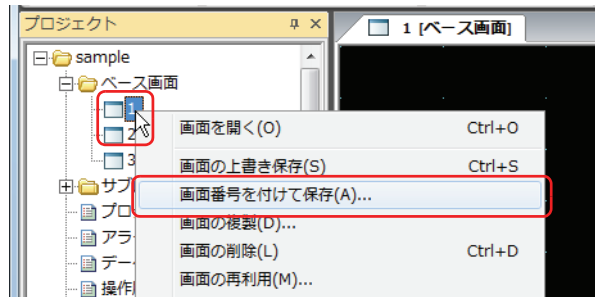 プロジェクト
1 [ベース画面]
sample
ベース画面
1
2
3
サブ
プロ
アラ
データ
操作
画面を開く(O) Ctrl+O
画面の上書き保存(S) Ctrl+S
画面番号を付けて保存(A)...
画面の複製(D)...
画面の削除(L) Ctrl+D
画面の再利用(M)...